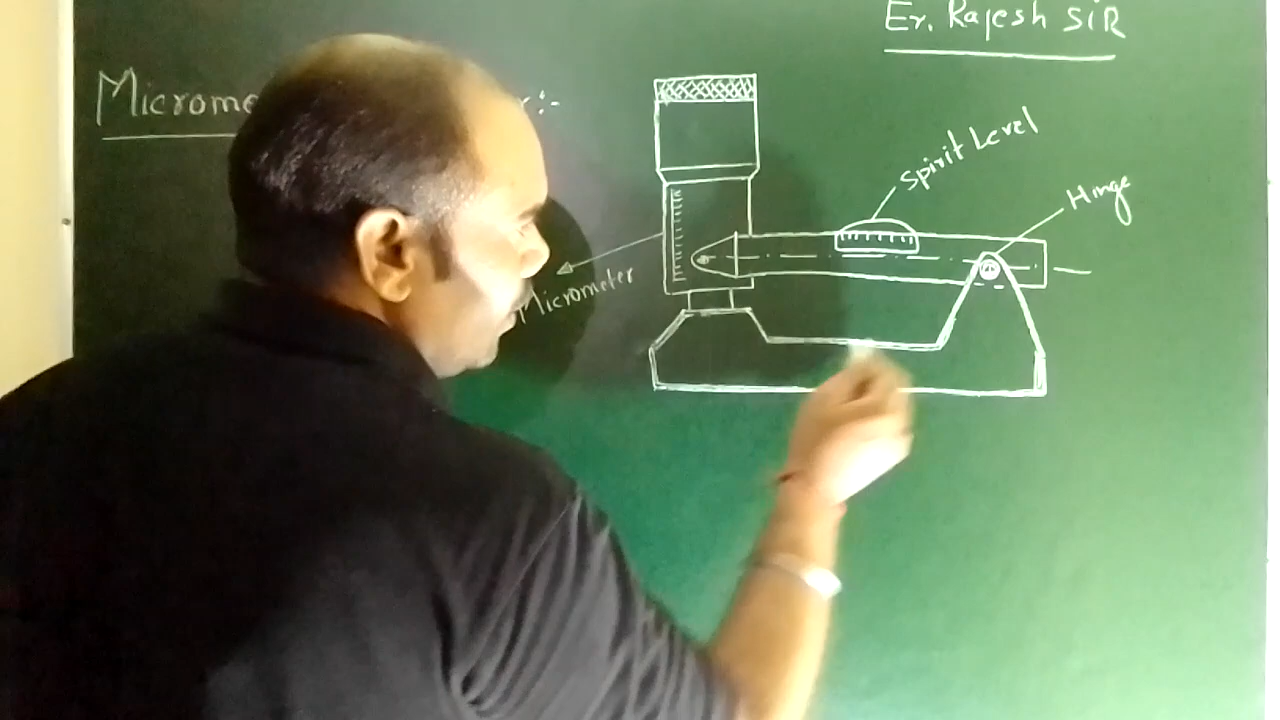 Er. Rajesh SIR
Microme
r:-
Spirit Level
Hinge
Micrometer